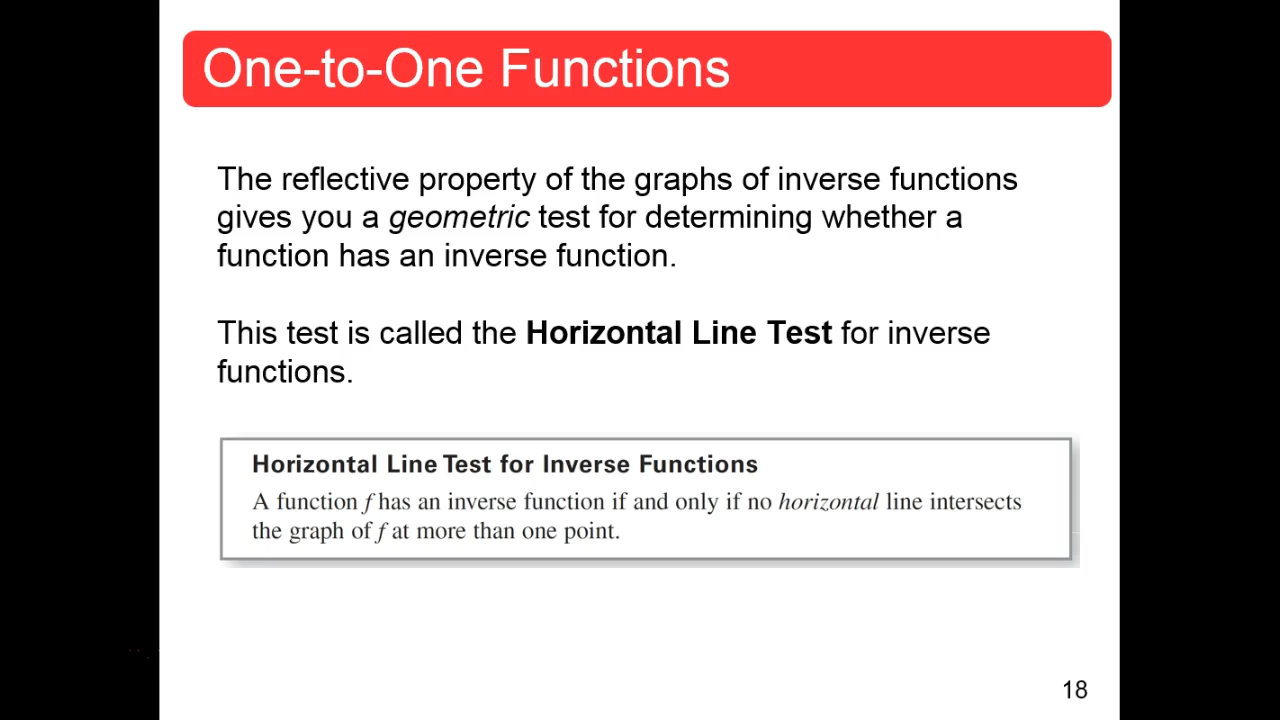 One-to-One Functions
The reflective property of the graphs of inverse functions
gives you a geometric test for determining whether a
function has an inverse function.
This test is called the Horizontal Line Test for inverse
functions.
Horizontal Line Test for Inverse Functions
A function f has an inverse function if and only if no horizontal line intersects
the graph of f at more than one point.
18